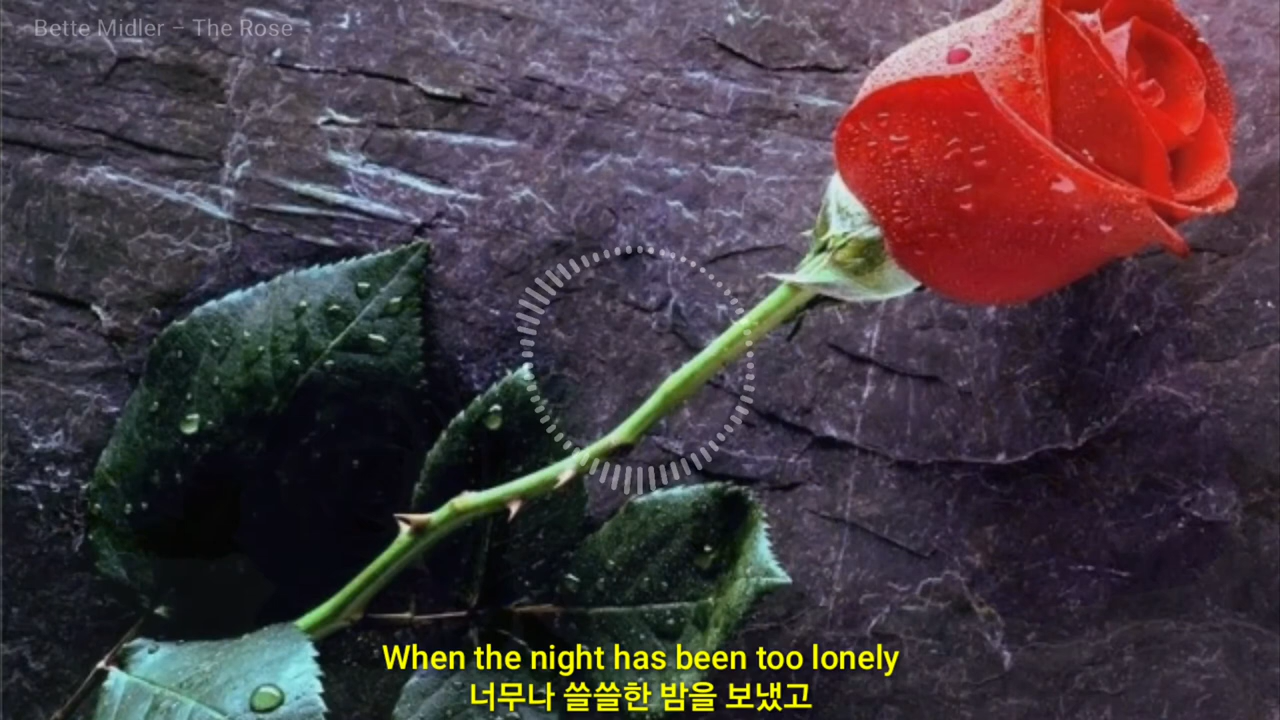 Bette Midler - The Rose
When the night has been too lonely
너무나 쓸쓸한 밤을 보냈고